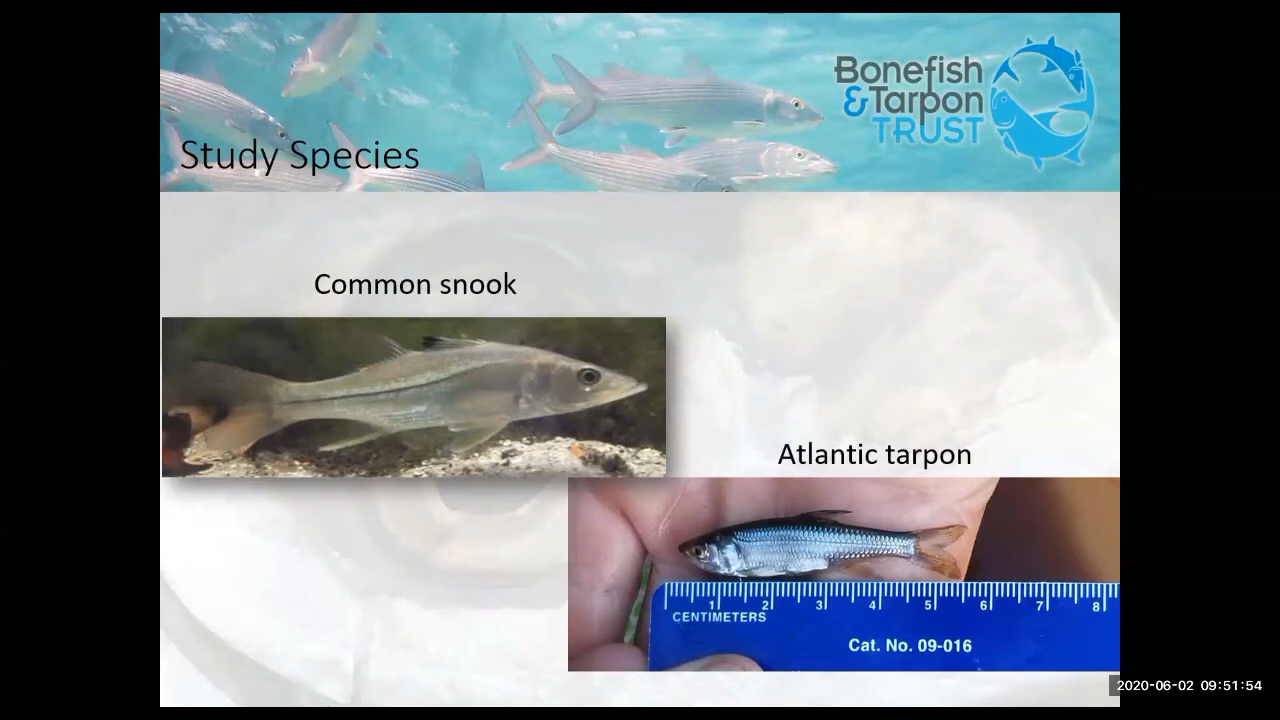 Bonefish
&Tarpon
TRUST
Study Species
Common snook
Atlantic tarpon
1 2 3 4 5 6 7 8
CENTIMETERS
Cat. No. 09-016
2020-06-02 09:51:54